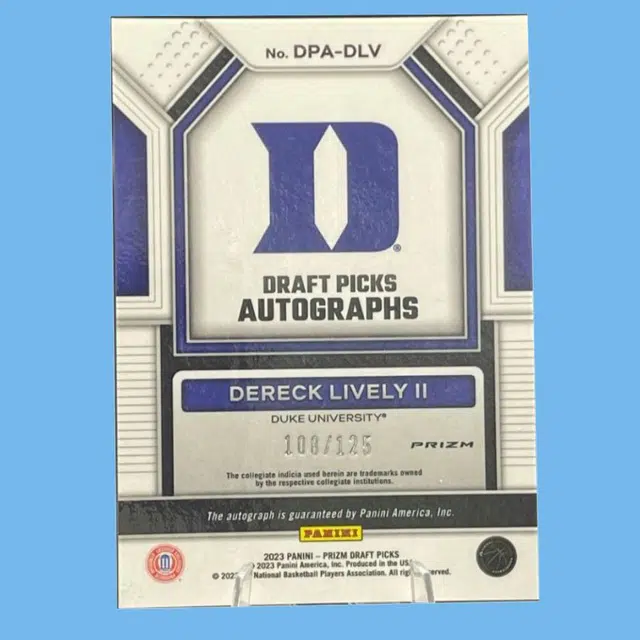 No. DPA-DLV
D
DRAFT PICKS
AUTOGRAPHS
DERECK LIVELY II
DUKE UNIVERSITY®
108/125
PRIZM
The collegiate indicia used herein are trademarks owned
by the respective collegiate institutions.
The autograph is guaranteed by Panini America, Inc.
PANINI
2023 PANINI – PRIZM DRAFT PICKS
2023 Panini America, Inc. Produced in the
© National Basketball Players Association. All